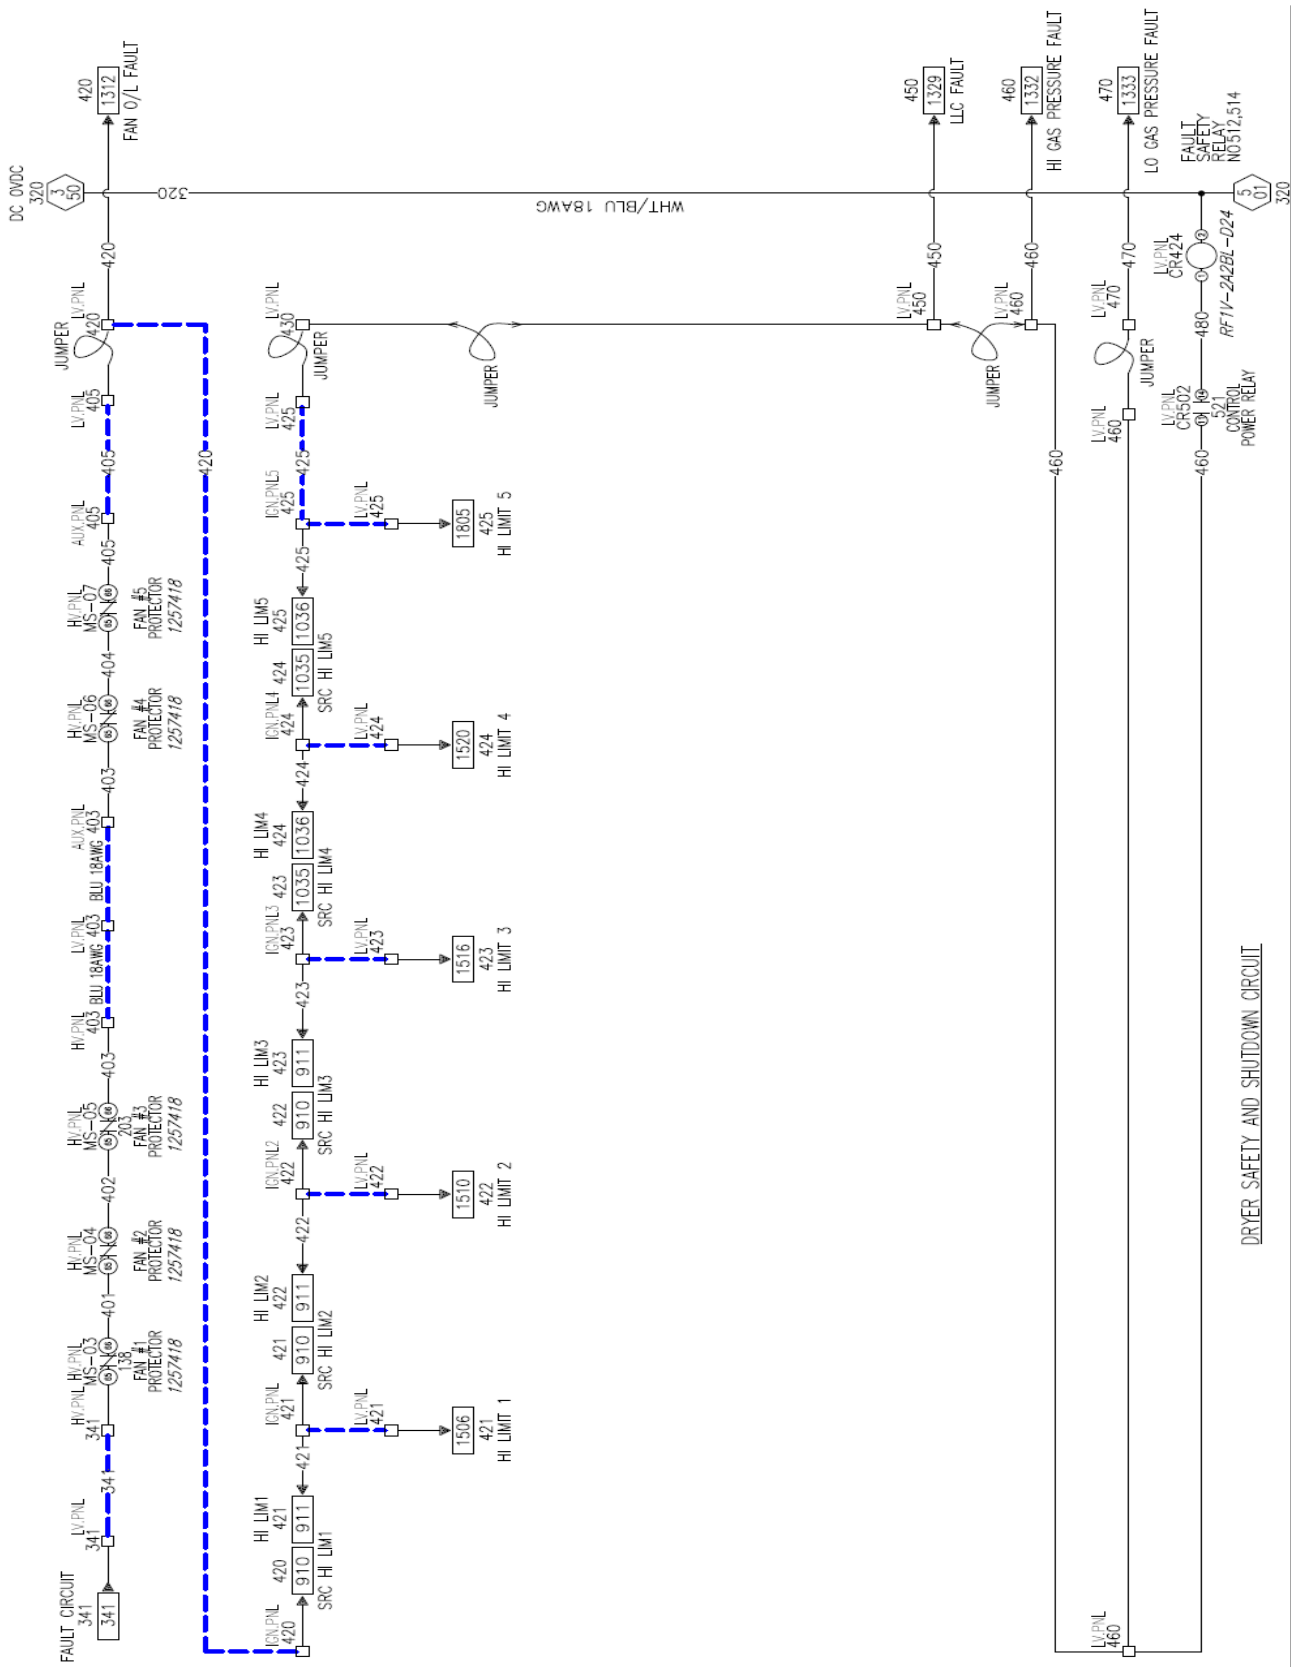 FAULT CIRCUIT
341
341
LV.PNL
341
341
HV.PNL
341
HV.PNL
MS-03
65
66
138
FAN #1
PROTECTOR
1257418
401
HV.PNL
MS-04
65
66
FAN #2
PROTECTOR
1257418
402
HV.PNL
MS-05
65
66
203
FAN #3
PROTECTOR
1257418
403
HV.PNL
403
BLU 18AWG
LV.PNL
403
BLU 18AWG
AUX.PNL
403
403
HV.PNL
MS-06
65
66
FAN #4
PROTECTOR
1257418
404
HV.PNL
MS-07
65
66
FAN #5
PROTECTOR
1257418
405
AUX.PNL
405
405
LV.PNL
405
JUMPER
LV.PNL
420
420
DC 0VDC
320
3
50
320
420
1312
FAN O/L FAULT
420
IGN.PNL
420
420
910
SRC HI LIM1
HI LIM1
421
911
421
IGN.PNL
421
LV.PNL
421
1506
421
HI LIMIT 1
421
910
SRC HI LIM2
HI LIM2
422
911
422
IGN.PNL2
422
LV.PNL
422
1510
422
HI LIMIT 2
422
910
SRC HI LIM3
HI LIM3
423
911
423
IGN.PNL3
423
LV.PNL
423
1516
423
HI LIMIT 3
423
1035
SRC HI LIM4
HI LIM4
424
1036
424
IGN.PNL4
424
LV.PNL
424
1520
424
HI LIMIT 4
424
1035
SRC HI LIM5
HI LIM5
425
1036
425
IGN.PNL5
425
LV.PNL
425
1805
425
HI LIMIT 5
425
LV.PNL
425
JUMPER
LV.PNL
430
JUMPER
WHT/BLU 18AWG
LV.PNL
450
450
450
1329
LLC FAULT
JUMPER
LV.PNL
460
460
460
1332
HI GAS PRESSURE FAULT
460
LV.PNL
460
LV.PNL
460
JUMPER
LV.PNL
470
470
470
1333
LO GAS PRESSURE FAULT
460
LV.PNL
CR502
13
14
521
CONTROL
POWER RELAY
480
LV.PNL
CR424
1
2
RF1V-2A2BL-D24
FAULT
SAFETY
RELAY
NO512,514
5
01
320
DRYER SAFETY AND SHUTDOWN CIRCUIT